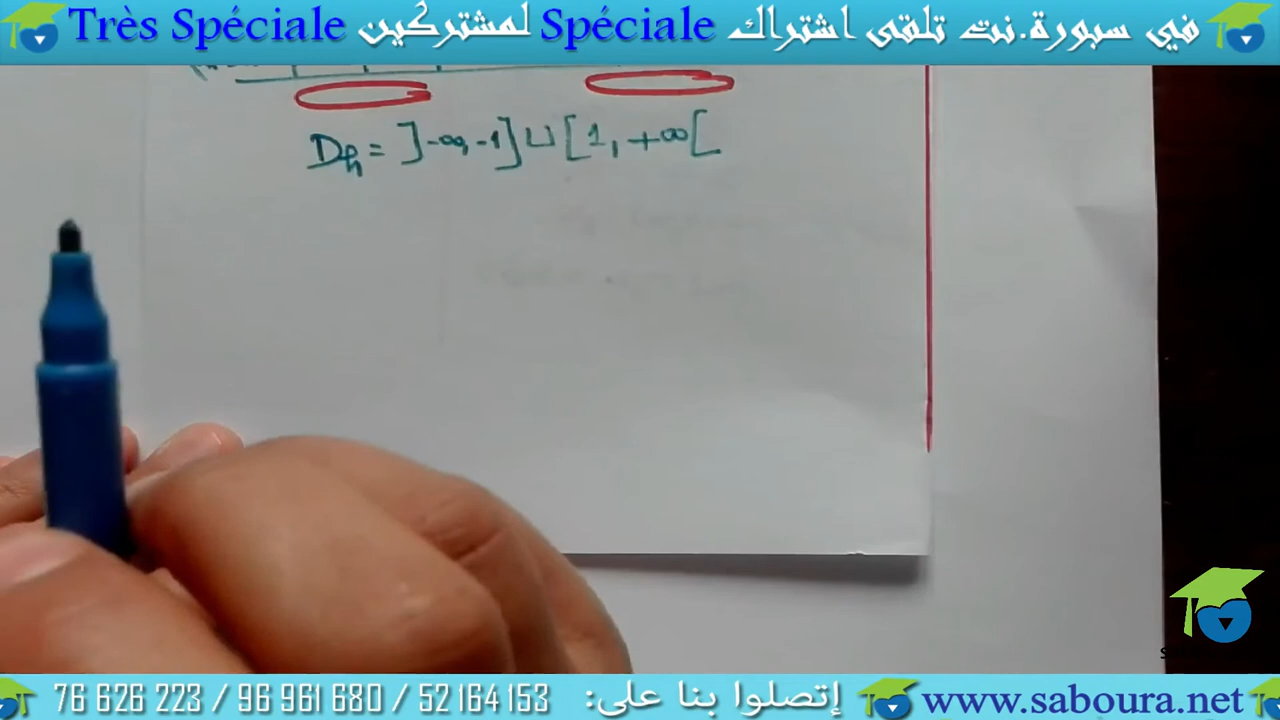 في سبورة.نت تلقى اشتراك Spéciale لمشتركين Très Spéciale
Dh = ]-∞, -1] U [1, +∞[
76 626 223 / 96 961 680 / 52 164 153 إتصلوا بنا على: www.saboura.net